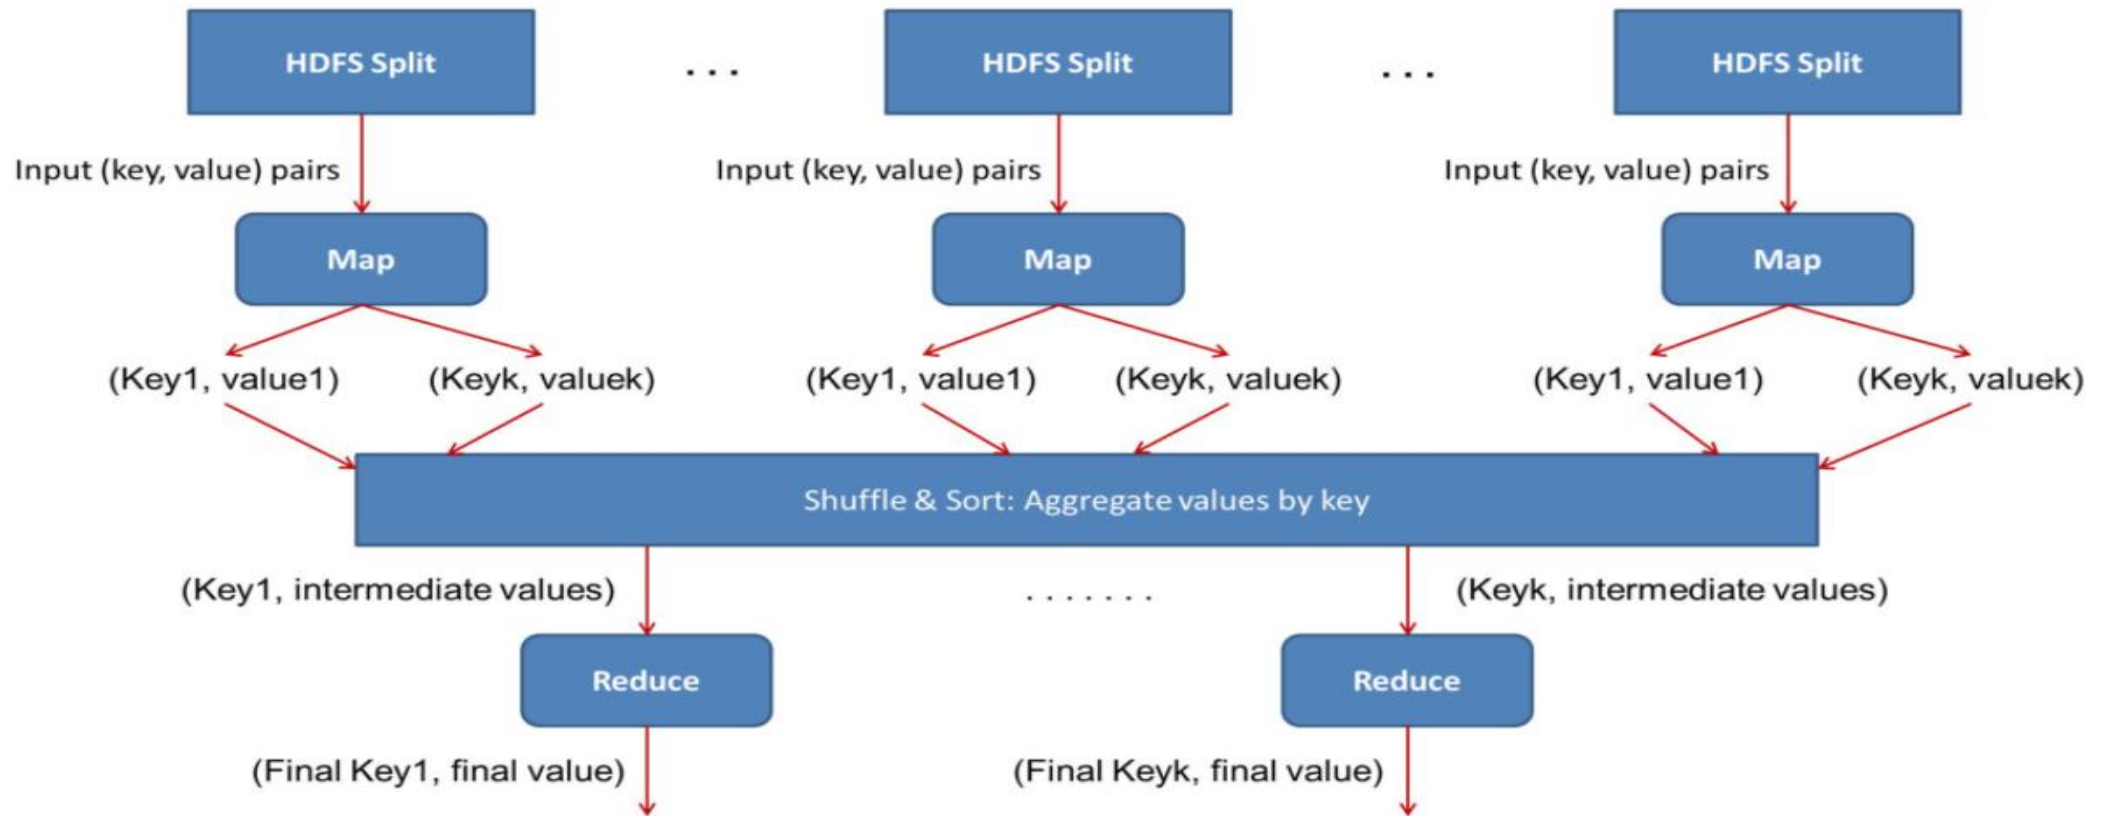 HDFS Split
. . .
HDFS Split
. . .
HDFS Split
Input (key, value) pairs
Input (key, value) pairs
Input (key, value) pairs
Map
Map
Map
(Key1, value1)
(Keyk, valuek)
(Key1, value1)
(Keyk, valuek)
(Key1, value1)
(Keyk, valuek)
Shuffle & Sort: Aggregate values by key
(Key1, intermediate values)
. . . . . . .
(Keyk, intermediate values)
Reduce
Reduce
(Final Key1, final value)
(Final Keyk, final value)